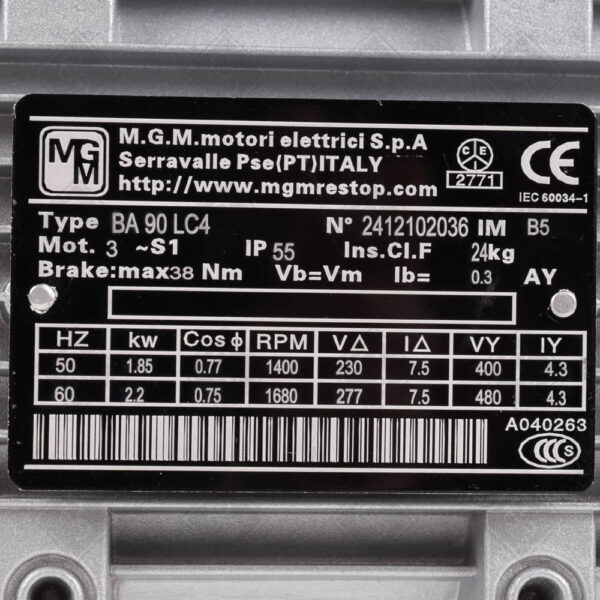 MGM
M.G.M.motori elettrici S.p.A
Serravalle Pse(PT)ITALY
http://www.mgmrestop.com
CE
2771
CE
IEC 60034-1
Type BA 90 LC4 N° 2412102036 IM B5
Mot. 3 ~S1 IP 55 Ins.Cl.F 24kg
Brake:max38 Nm Vb=Vm Ib= 0.3 AY
HZ kw Cosϕ RPM V△ I△ VY IY
50 1.85 0.77 1400 230 7.5 400 4.3
60 2.2 0.75 1680 277 7.5 480 4.3
A040263
CCC S